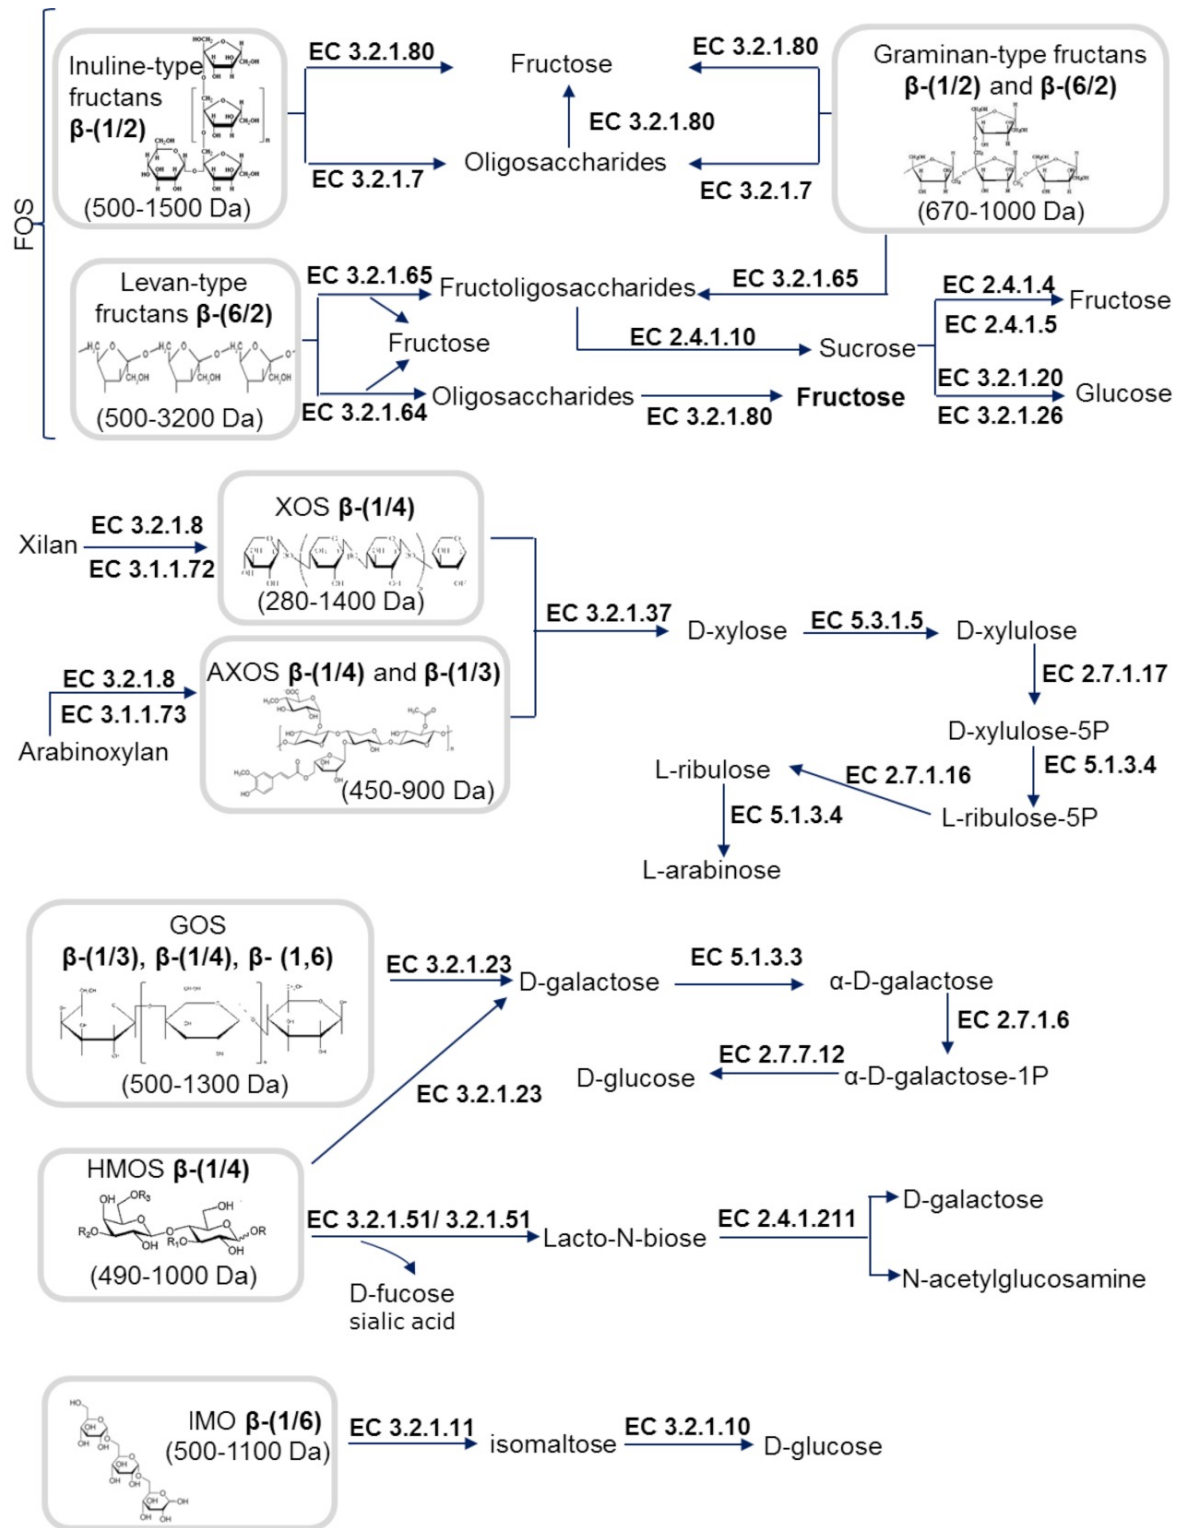 FOS
Inuline-type
fructans
β-(1/2)
(500-1500 Da)
EC 3.2.1.80
EC 3.2.1.7
Fructose
EC 3.2.1.80
Oligosaccharides
EC 3.2.1.80
EC 3.2.1.7
Graminan-type fructans
β-(1/2) and β-(6/2)
(670-1000 Da)
Levan-type
fructans β-(6/2)
(500-3200 Da)
EC 3.2.1.65
Fructoligosaccharides
EC 3.2.1.65
Fructose
EC 3.2.1.64
Oligosaccharides
EC 3.2.1.80
Fructose
EC 2.4.1.10
Sucrose
EC 2.4.1.4
EC 2.4.1.5
Fructose
EC 3.2.1.20
EC 3.2.1.26
Glucose
Xilan
EC 3.2.1.8
EC 3.1.1.72
XOS β-(1/4)
(280-1400 Da)
Arabinoxylan
EC 3.2.1.8
EC 3.1.1.73
AXOS β-(1/4) and β-(1/3)
(450-900 Da)
EC 3.2.1.37
D-xylose
EC 5.3.1.5
D-xylulose
EC 2.7.1.17
D-xylulose-5P
EC 5.1.3.4
L-ribulose-5P
EC 2.7.1.16
L-ribulose
EC 5.1.3.4
L-arabinose
GOS
β-(1/3), β-(1/4), β- (1,6)
(500-1300 Da)
EC 3.2.1.23
D-galactose
EC 5.1.3.3
α-D-galactose
EC 2.7.1.6
α-D-galactose-1P
EC 2.7.7.12
D-glucose
EC 3.2.1.23
HMOS β-(1/4)
OH
OR₃
OH
R₂O
OH
R₁O
OH
OR
(490-1000 Da)
EC 3.2.1.51/ 3.2.1.51
D-fucose
sialic acid
Lacto-N-biose
EC 2.4.1.211
D-galactose
N-acetylglucosamine
IMO β-(1/6)
(500-1100 Da)
EC 3.2.1.11
isomaltose
EC 3.2.1.10
D-glucose